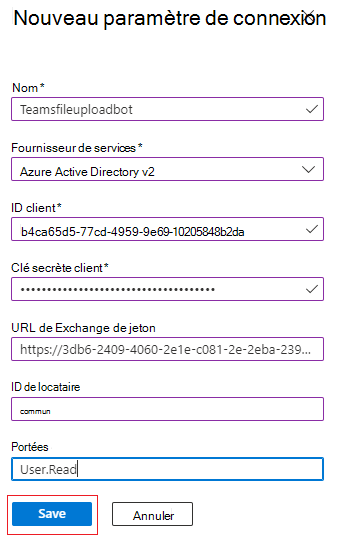 Nouveau paramètre de connexion
Nom*
Teamsfileuploadbot
Fournisseur de services*
Azure Active Directory v2
ID client*
b4ca65d5-77cd-4959-9e69-10205848b2da
Clé secrète client*
••••••••••••••••••••••••••••••••••••••
URL de Exchange de jeton
https://3db6-2409-4060-2e1e-c081-2e-2eba-239...
ID de locataire
commun
Portées
User.Read
Save
Annuler